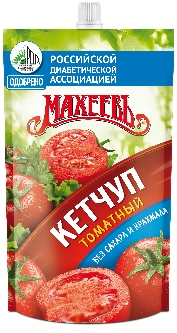 РОССИЙСКОЙ
ДИАБЕТИЧЕСКОЙ
АССОЦИАЦИЕЙ
ОДОБРЕНО
МАХЕЕВЪ
КЕТЧУП
ТОМАТНЫЙ
БЕЗ САХАРА И КРАХМАЛА